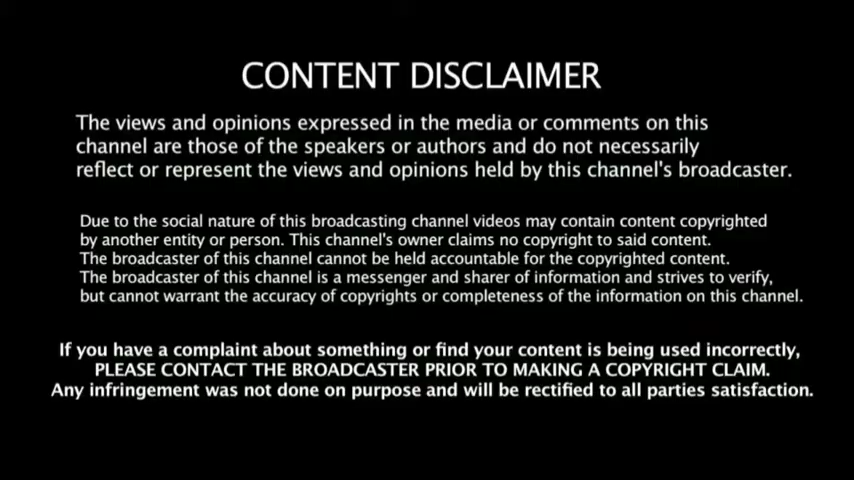 CONTENT DISCLAIMER
The views and opinions expressed in the media or comments on this
channel are those of the speakers or authors and do not necessarily
reflect or represent the views and opinions held by this channel's broadcaster.
Due to the social nature of this broadcasting channel videos may contain content copyrighted
by another entity or person. This channel's owner claims no copyright to said content.
The broadcaster of this channel cannot be held accountable for the copyrighted content.
The broadcaster of this channel is a messenger and sharer of information and strives to verify,
but cannot warrant the accuracy of copyrights or completeness of the information on this channel.
If you have a complaint about something or find your content is being used incorrectly,
PLEASE CONTACT THE BROADCASTER PRIOR TO MAKING A COPYRIGHT CLAIM.
Any infringement was not done on purpose and will be rectified to all parties satisfaction.